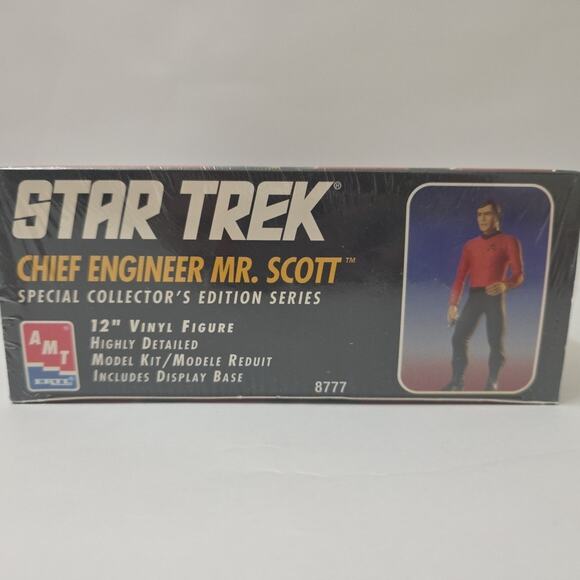 STAR TREK®
CHIEF ENGINEER MR. SCOTT™
SPECIAL COLLECTOR'S EDITION SERIES
AMT
ERTL
12" VINYL FIGURE
HIGHLY DETAILED
MODEL KIT/MODELE REDUIT
INCLUDES DISPLAY BASE
8777